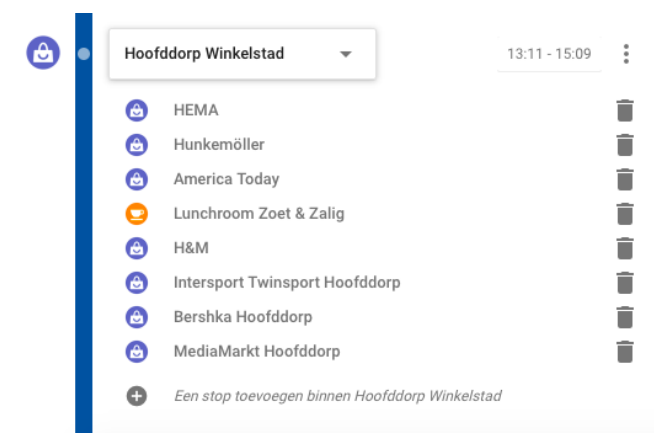 Hoofddorp Winkelstad
13:11 - 15:09
HEMA
Hunkemöller
America Today
Lunchroom Zoet & Zalig
H&M
Intersport Twinsport Hoofddorp
Bershka Hoofddorp
MediaMarkt Hoofddorp
Een stop toevoegen binnen Hoofddorp Winkelstad